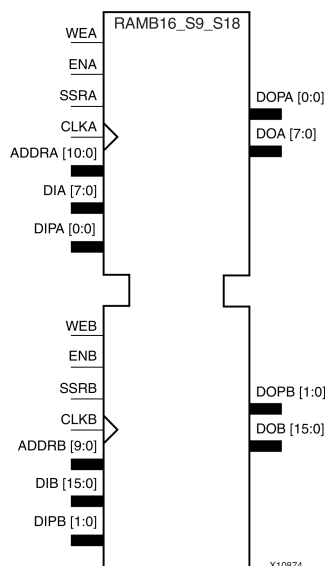 RAMB16_S9_S18
WEA
ENA
SSRA
CLKA
ADDRA [10:0]
DIA [7:0]
DIPA [0:0]
DOPA [0:0]
DOA [7:0]
WEB
ENB
SSRB
CLKB
ADDRB [9:0]
DIB [15:0]
DIPB [1:0]
DOPB [1:0]
DOB [15:0]
X10874